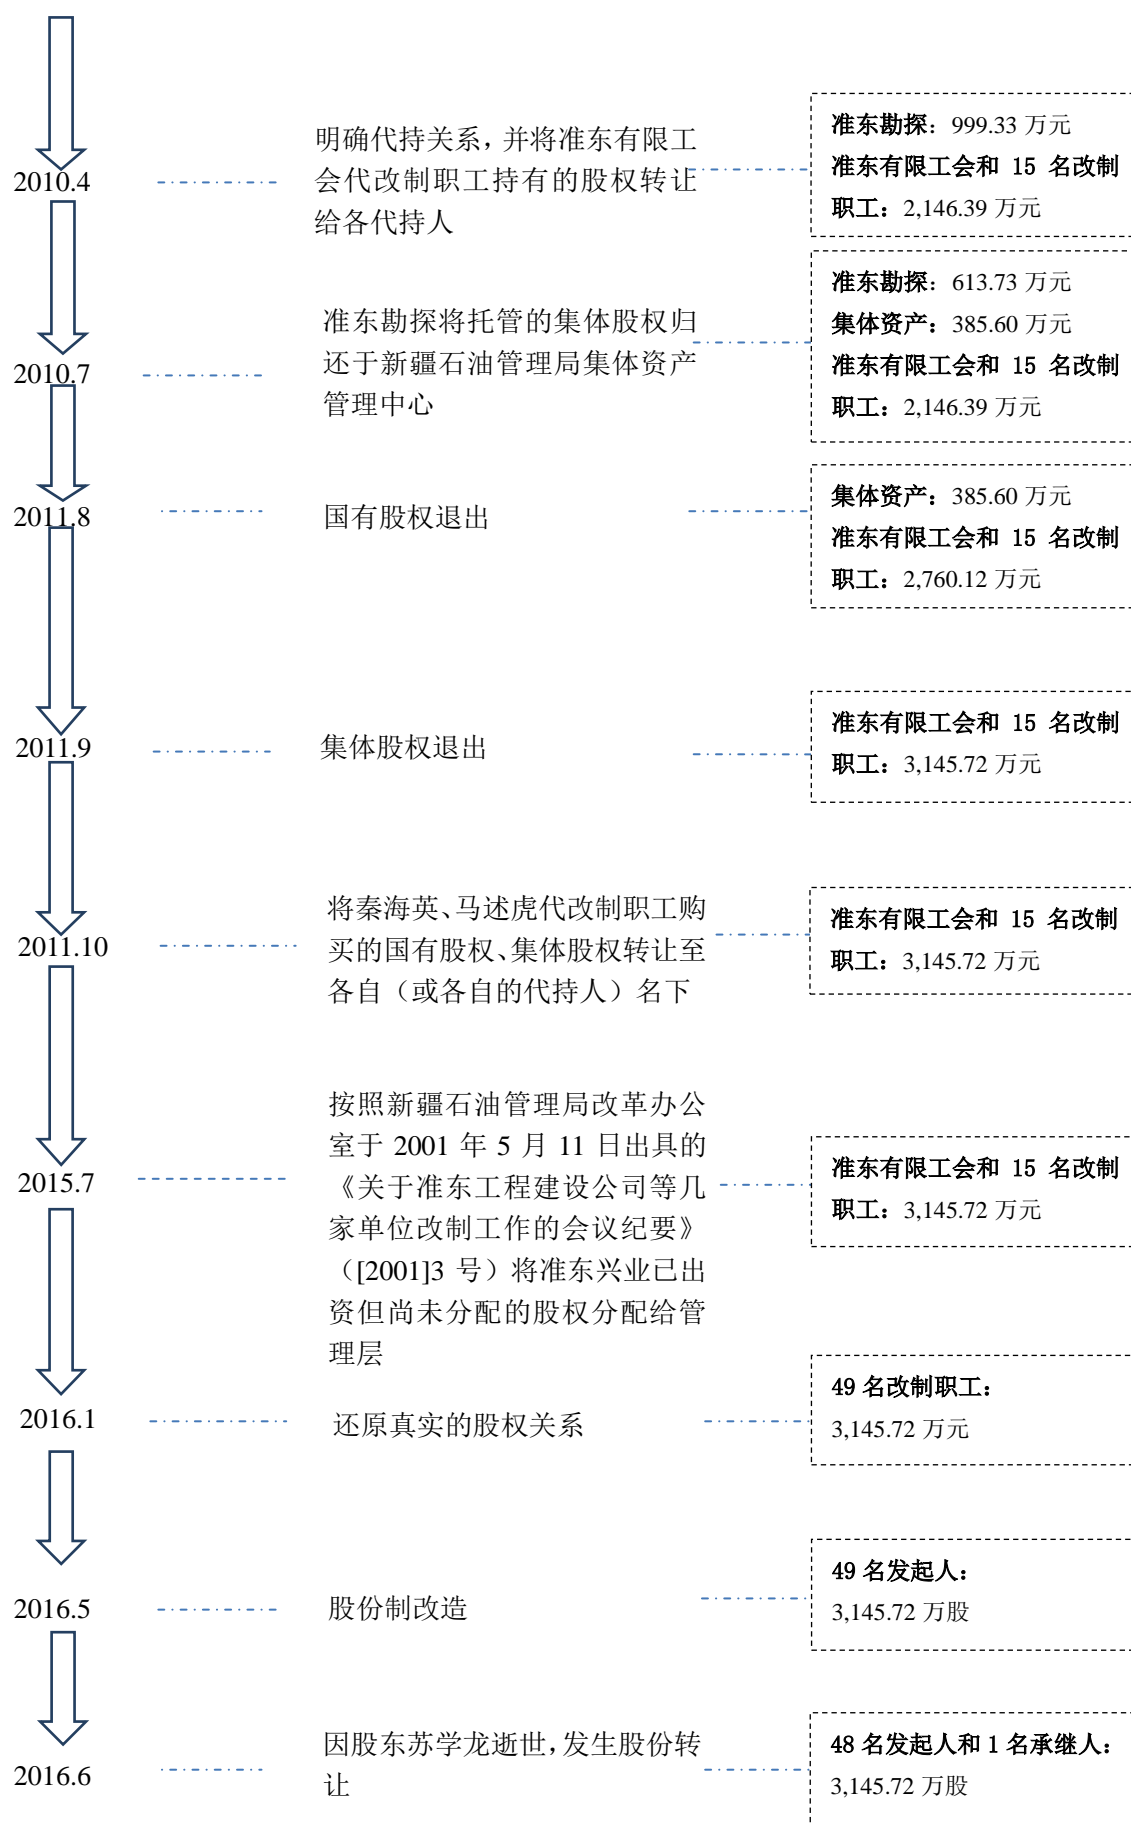 2010.4
明确代持关系，并将准东有限工
会代改制职工持有的股权转让
给各代持人
准东勘探：999.33 万元
准东有限工会和 15 名改制
职工：2,146.39 万元
2010.7
准东勘探将托管的集体股权归
还于新疆石油管理局集体资产
管理中心
准东勘探：613.73 万元
集体资产：385.60 万元
准东有限工会和 15 名改制
职工：2,146.39 万元
2011.8
国有股权退出
集体资产：385.60 万元
准东有限工会和 15 名改制
职工：2,760.12 万元
2011.9
集体股权退出
准东有限工会和 15 名改制
职工：3,145.72 万元
2011.10
将秦海英、马述虎代改制职工购
买的国有股权、集体股权转让至
各自（或各自的代持人）名下
准东有限工会和 15 名改制
职工：3,145.72 万元
2015.7
按照新疆石油管理局改革办公
室于 2001 年 5 月 11 日出具的
《关于准东工程建设公司等几
家单位改制工作的会议纪要》
（[2001]3 号）将准东兴业已出
资但尚未分配的股权分配给管
理层
准东有限工会和 15 名改制
职工：3,145.72 万元
2016.1
还原真实的股权关系
49 名改制职工：
3,145.72 万元
2016.5
股份制改造
49 名发起人：
3,145.72 万股
2016.6
因股东苏学龙逝世，发生股份转
让
48 名发起人和 1 名承继人：
3,145.72 万股